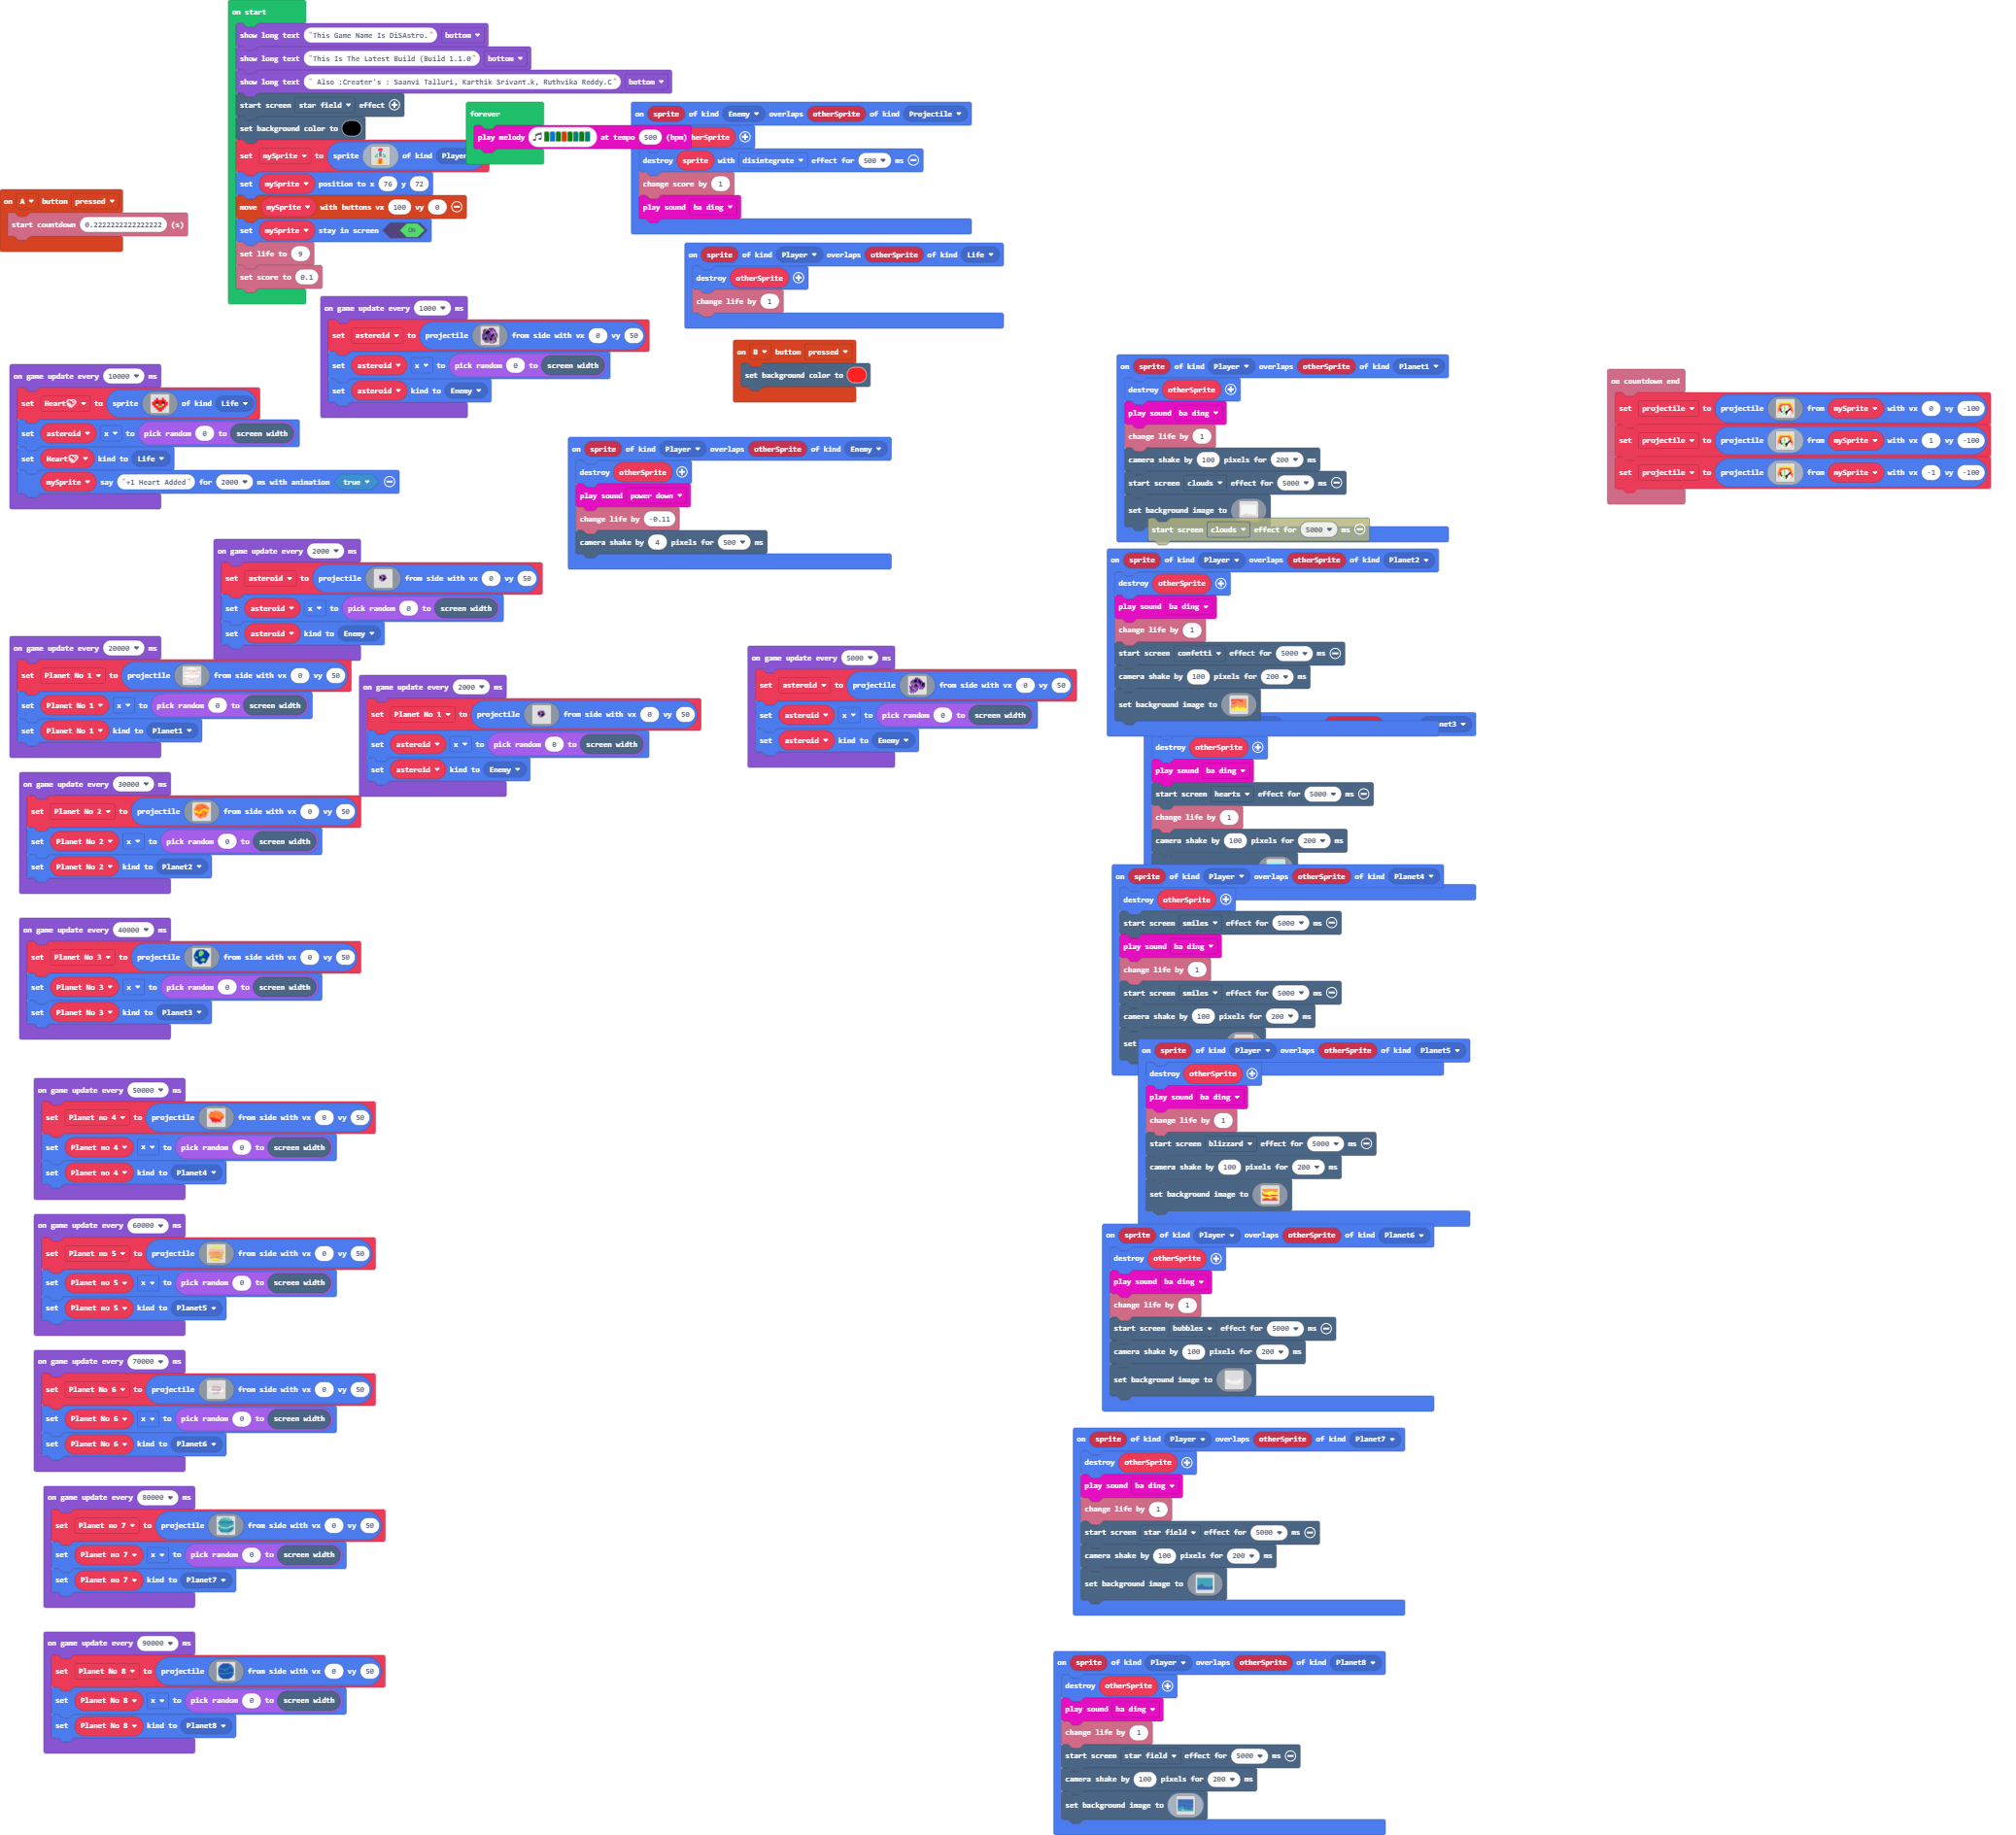 on start
show long text "This Game Name Is DiSAstro." bottom
show long text "This Is The Latest Build (Build 1.1.0" bottom
show long text " Also :Creater's : Saanvi Talluri, Karthik Srivant.k, Ruthvika Reddy.C" bottom
start screen star field effect
set background color to
set mySprite to sprite of kind Player
set mySprite position to x 76 y 72
move mySprite with buttons vx 100 vy 0
set mySprite stay in screen ON
set life to 9
set score to 0.1
forever
play melody at tempo 500 (bpm)
on sprite of kind Enemy overlaps otherSprite of kind Projectile
herSprite
destroy sprite with disintegrate effect for 500 ms
change score by 1
play sound ba ding
on A button pressed
start countdown 0.2222222222222222 (s)
on sprite of kind Player overlaps otherSprite of kind Life
destroy otherSprite
change life by 1
on game update every 1000 ms
set asteroid to projectile from side with vx 0 vy 50
set asteroid x to pick random 0 to screen width
set asteroid kind to Enemy
on B button pressed
set background color to
on game update every 10000 ms
set Heart to sprite of kind Life
set asteroid x to pick random 0 to screen width
set Heart kind to Life
mySprite say "+1 Heart Added" for 2000 ms with animation true
on sprite of kind Player overlaps otherSprite of kind Enemy
destroy otherSprite
play sound power down
change life by -0.11
camera shake by 4 pixels for 500 ms
on sprite of kind Player overlaps otherSprite of kind Planet1
destroy otherSprite
play sound ba ding
change life by 1
camera shake by 100 pixels for 200 ms
start screen clouds effect for 5000 ms
set background image to
start screen clouds effect for 5000 ms
on countdown end
set projectile to projectile from mySprite with vx 0 vy -100
set projectile to projectile from mySprite with vx 1 vy -100
set projectile to projectile from mySprite with vx -1 vy -100
on game update every 2000 ms
set asteroid to projectile from side with vx 0 vy 50
set asteroid x to pick random 0 to screen width
set asteroid kind to Enemy
on game update every 20000 ms
set Planet No 1 to projectile from side with vx 0 vy 50
set Planet No 1 x to pick random 0 to screen width
set Planet No 1 kind to Planet1
on game update every 2000 ms
set Planet No 1 to projectile from side with vx 0 vy 50
set asteroid x to pick random 0 to screen width
set asteroid kind to Enemy
on game update every 5000 ms
set asteroid to projectile from side with vx 0 vy 50
set asteroid x to pick random 0 to screen width
set asteroid kind to Enemy
on sprite of kind Player overlaps otherSprite of kind Planet2
destroy otherSprite
play sound ba ding
change life by 1
start screen confetti effect for 5000 ms
camera shake by 100 pixels for 200 ms
set background image to
net3
destroy otherSprite
play sound ba ding
start screen hearts effect for 5000 ms
change life by 1
camera shake by 100 pixels for 200 ms
on game update every 30000 ms
set Planet No 2 to projectile from side with vx 0 vy 50
set Planet No 2 x to pick random 0 to screen width
set Planet No 2 kind to Planet2
on sprite of kind Player overlaps otherSprite of kind Planet4
destroy otherSprite
start screen smiles effect for 5000 ms
play sound ba ding
change life by 1
start screen smiles effect for 5000 ms
camera shake by 100 pixels for 200 ms
set
on game update every 40000 ms
set Planet No 3 to projectile from side with vx 0 vy 50
set Planet No 3 x to pick random 0 to screen width
set Planet No 3 kind to Planet3
on sprite of kind Player overlaps otherSprite of kind Planet5
destroy otherSprite
play sound ba ding
change life by 1
start screen blizzard effect for 5000 ms
camera shake by 100 pixels for 200 ms
set background image to
on game update every 50000 ms
set Planet no 4 to projectile from side with vx 0 vy 50
set Planet no 4 x to pick random 0 to screen width
set Planet no 4 kind to Planet4
on game update every 60000 ms
set Planet no 5 to projectile from side with vx 0 vy 50
set Planet no 5 x to pick random 0 to screen width
set Planet no 5 kind to Planet5
on sprite of kind Player overlaps otherSprite of kind Planet6
destroy otherSprite
play sound ba ding
change life by 1
start screen bubbles effect for 5000 ms
camera shake by 100 pixels for 200 ms
set background image to
on game update every 70000 ms
set Planet No 6 to projectile from side with vx 0 vy 50
set Planet No 6 x to pick random 0 to screen width
set Planet No 6 kind to Planet6
on sprite of kind Player overlaps otherSprite of kind Planet7
destroy otherSprite
play sound ba ding
change life by 1
start screen star field effect for 5000 ms
camera shake by 100 pixels for 200 ms
set background image to
on game update every 80000 ms
set Planet no 7 to projectile from side with vx 0 vy 50
set Planet no 7 x to pick random 0 to screen width
set Planet no 7 kind to Planet7
on game update every 90000 ms
set Planet No 8 to projectile from side with vx 0 vy 50
set Planet No 8 x to pick random 0 to screen width
set Planet No 8 kind to Planet8
on sprite of kind Player overlaps otherSprite of kind Planet8
destroy otherSprite
play sound ba ding
change life by 1
start screen star field effect for 5000 ms
camera shake by 100 pixels for 200 ms
set background image to